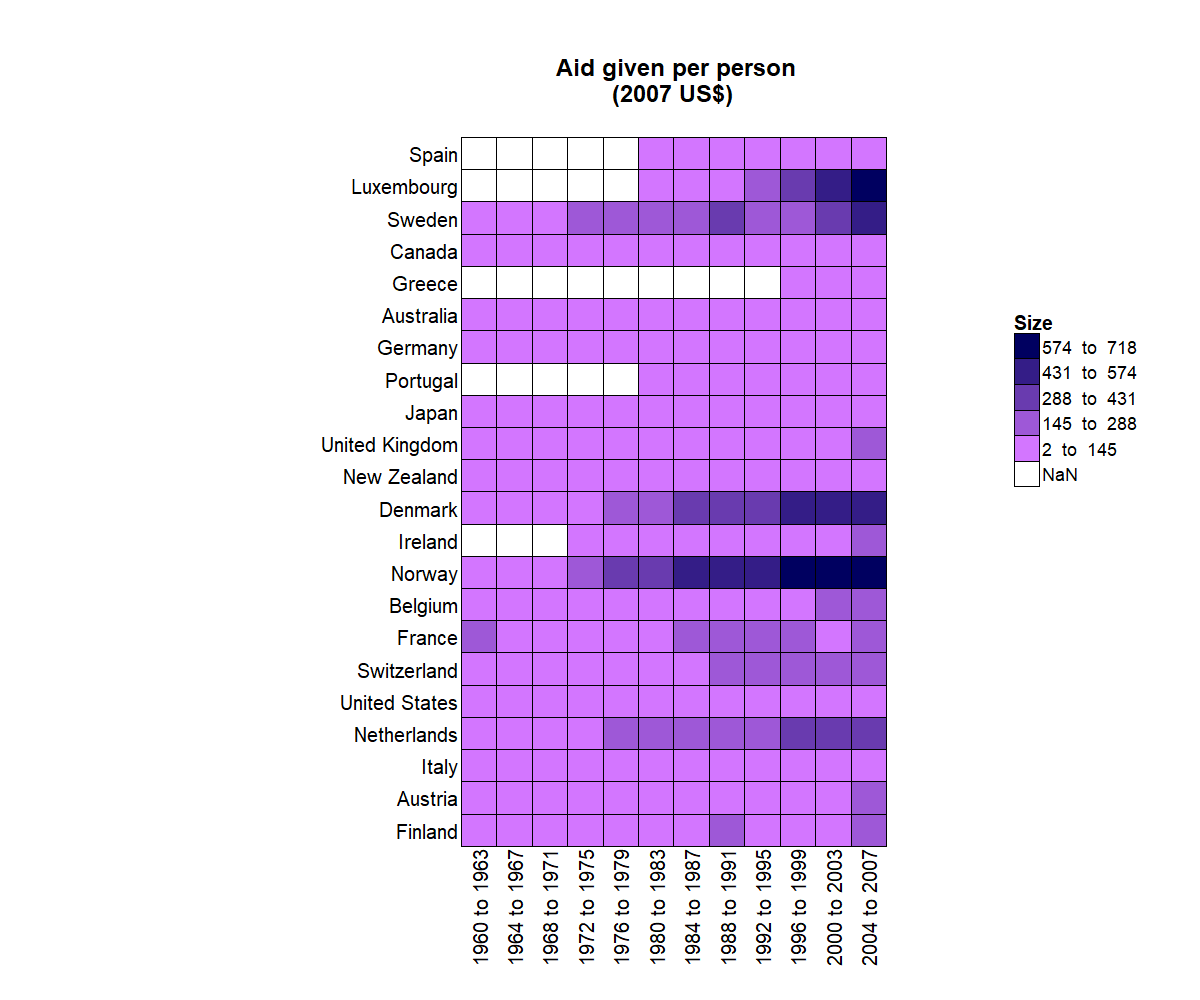 Aid given per person
(2007 US$)
Spain
Luxembourg
Sweden
Canada
Greece
Australia
Germany
Portugal
Japan
United Kingdom
New Zealand
Denmark
Ireland
Norway
Belgium
France
Switzerland
United States
Netherlands
Italy
Austria
Finland
1960 to 1963
1964 to 1967
1968 to 1971
1972 to 1975
1976 to 1979
1980 to 1983
1984 to 1987
1988 to 1991
1992 to 1995
1996 to 1999
2000 to 2003
2004 to 2007
Size
574 to 718
431 to 574
288 to 431
145 to 288
2 to 145
NaN